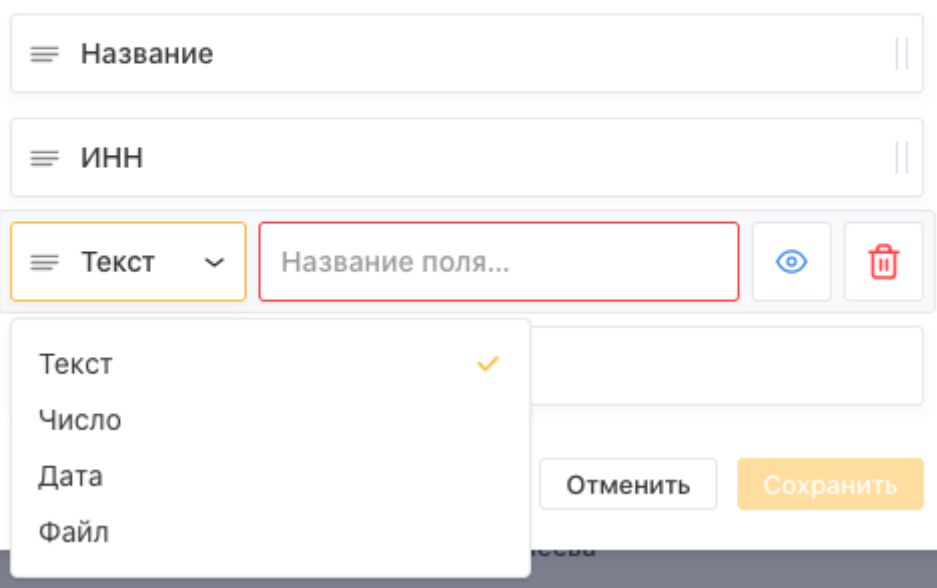 Название
ИНН
Текст
Название поля...
Текст
Число
Дата
Файл
Отменить
Сохранить